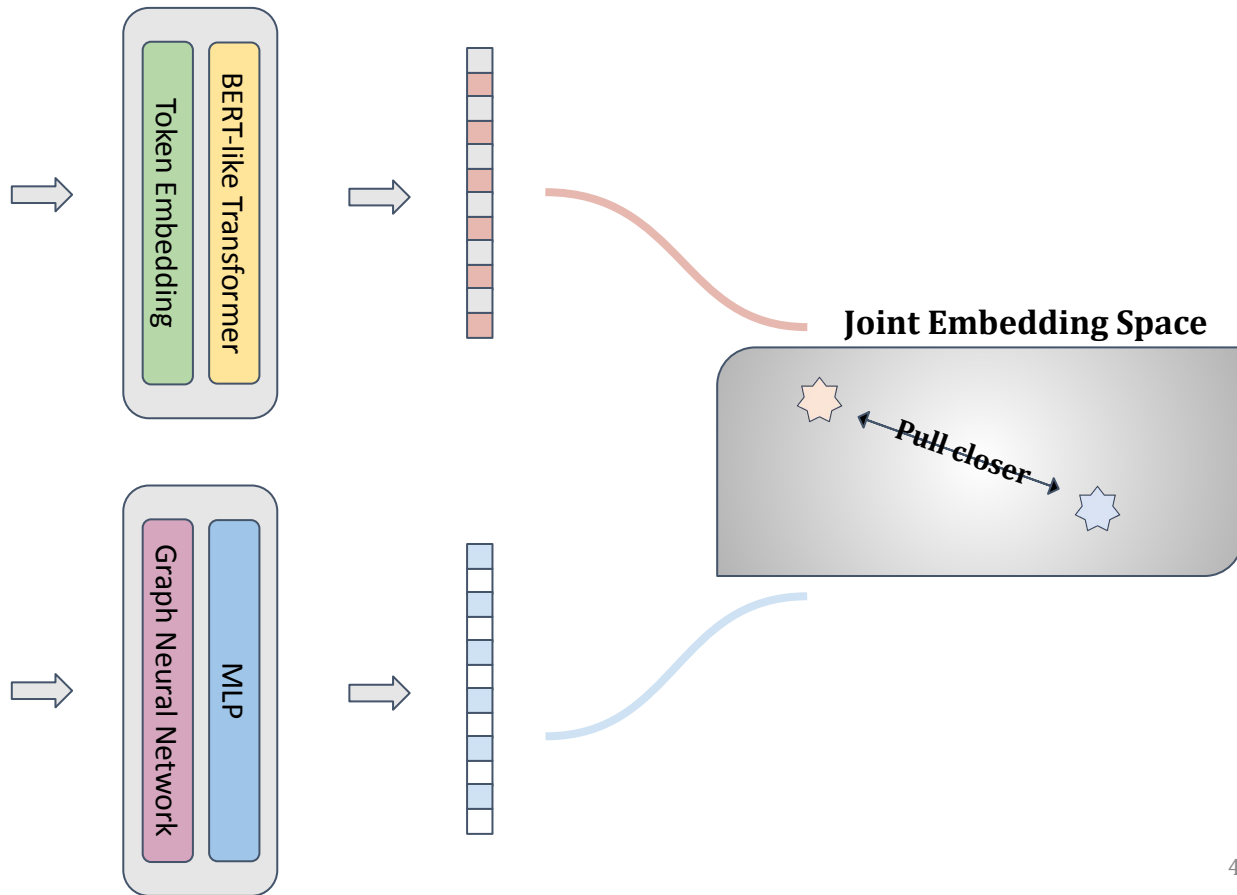 Token Embedding
BERT-like Transformer
Joint Embedding Space
Pull closer
Graph Neural Network
MLP
4